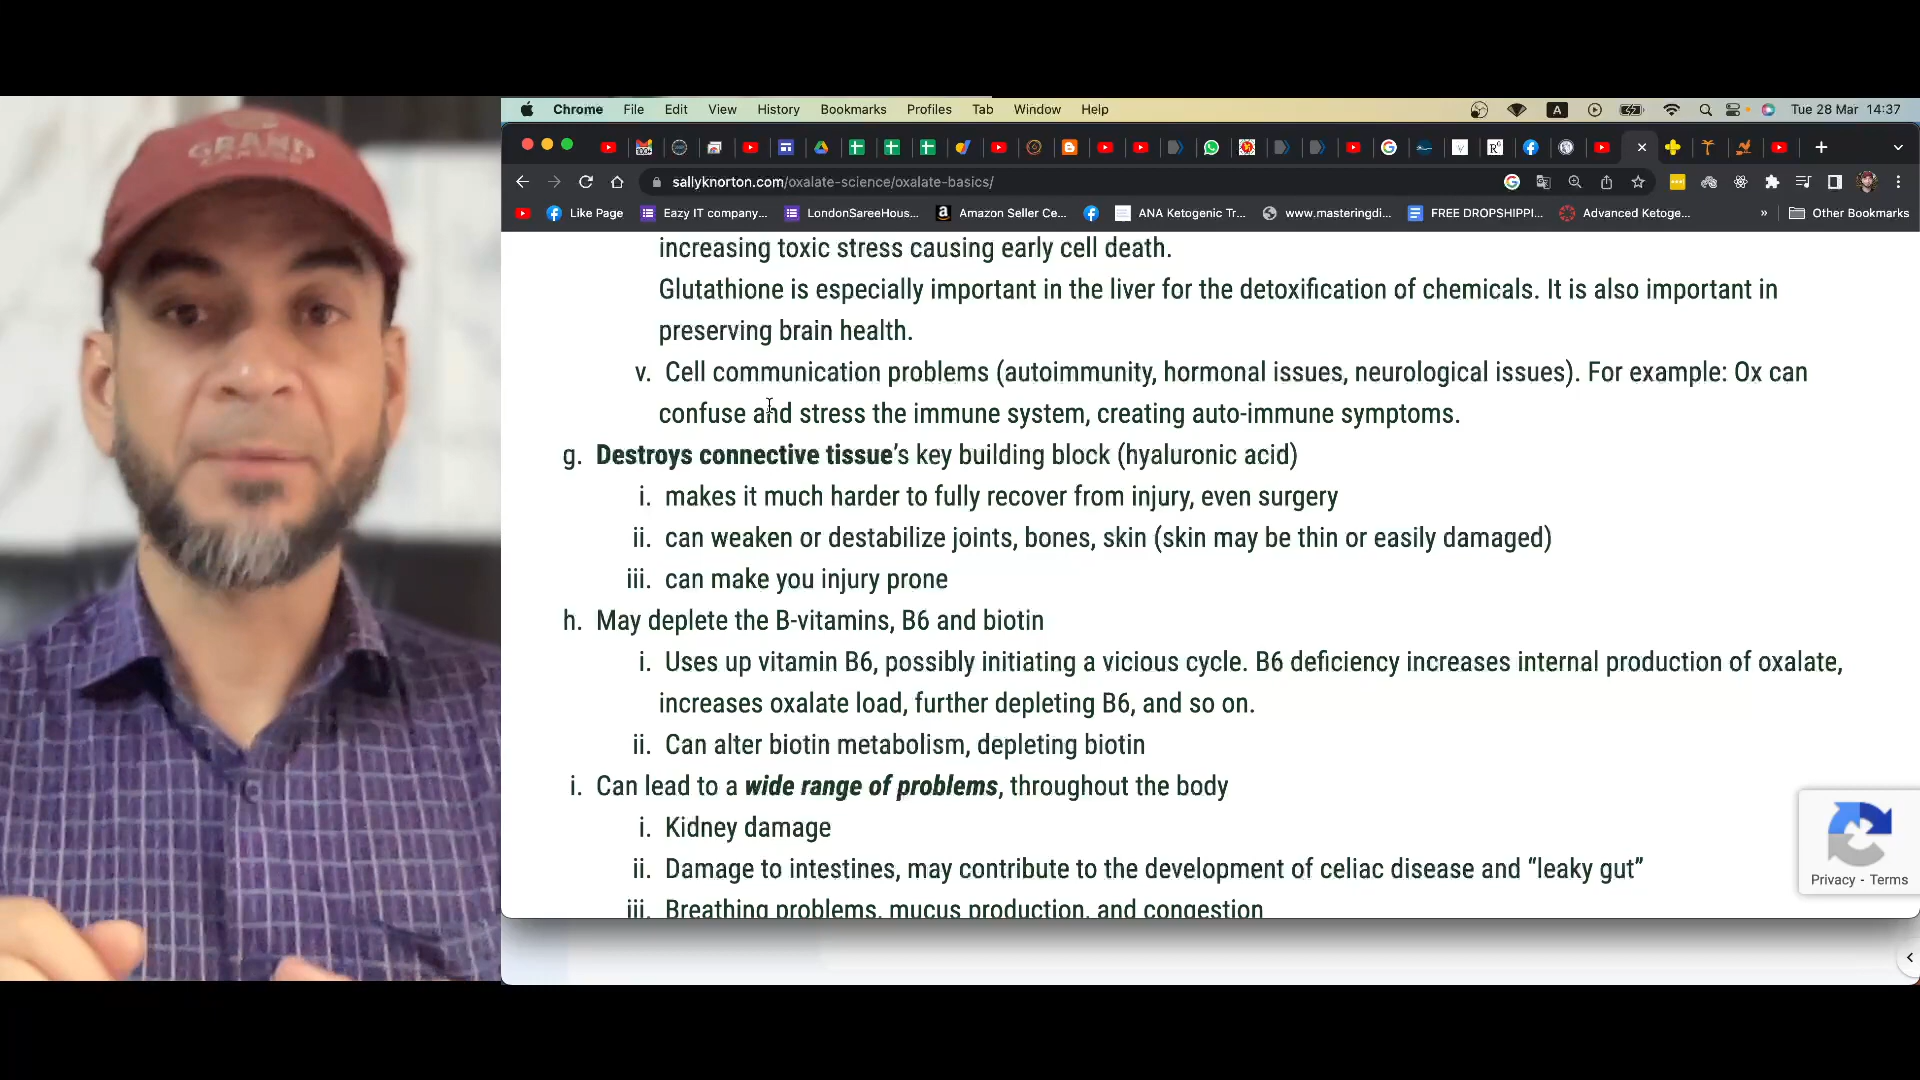 GRAND
Chrome File Edit View History Bookmarks Profiles Tab Window Help
A
Tue 28 Mar 14:37
sallyknorton.com/oxalate-science/oxalate-basics/
Like Page
Eazy IT company...
LondonSareeHous...
Amazon Seller Ce...
ANA Ketogenic Tr...
www.masteringdi...
FREE DROPSHIPPI...
Advanced Ketoge...
» Other Bookmarks
increasing toxic stress causing early cell death.
Glutathione is especially important in the liver for the detoxification of chemicals. It is also important in
preserving brain health.
v. Cell communication problems (autoimmunity, hormonal issues, neurological issues). For example: Ox can
confuse and stress the immune system, creating auto-immune symptoms.
g. Destroys connective tissue’s key building block (hyaluronic acid)
i. makes it much harder to fully recover from injury, even surgery
ii. can weaken or destabilize joints, bones, skin (skin may be thin or easily damaged)
iii. can make you injury prone
h. May deplete the B-vitamins, B6 and biotin
i. Uses up vitamin B6, possibly initiating a vicious cycle. B6 deficiency increases internal production of oxalate,
increases oxalate load, further depleting B6, and so on.
ii. Can alter biotin metabolism, depleting biotin
i. Can lead to a wide range of problems, throughout the body
i. Kidney damage
ii. Damage to intestines, may contribute to the development of celiac disease and “leaky gut”
iii. Breathing problems, mucus production, and congestion
Privacy - Terms